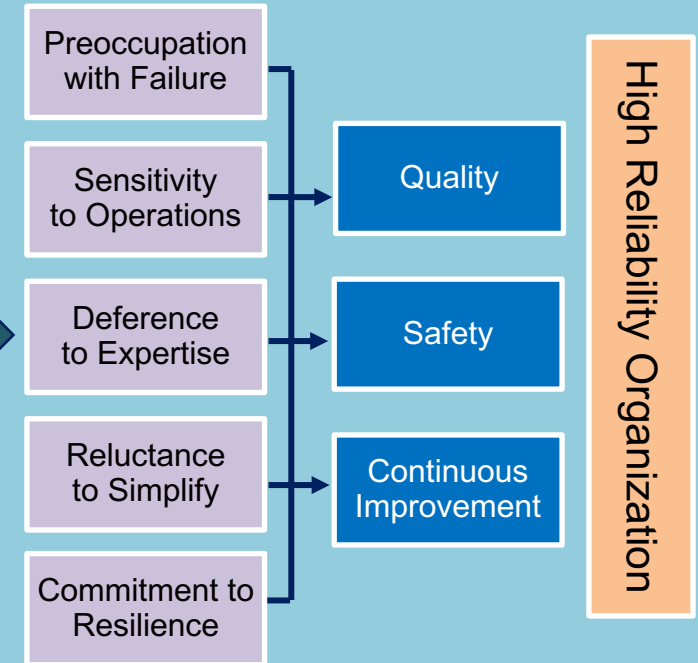 Preoccupation
with Failure
Sensitivity
to Operations
Deference
to Expertise
Reluctance
to Simplify
Commitment to
Resilience
Quality
Safety
Continuous
Improvement
High Reliability Organization